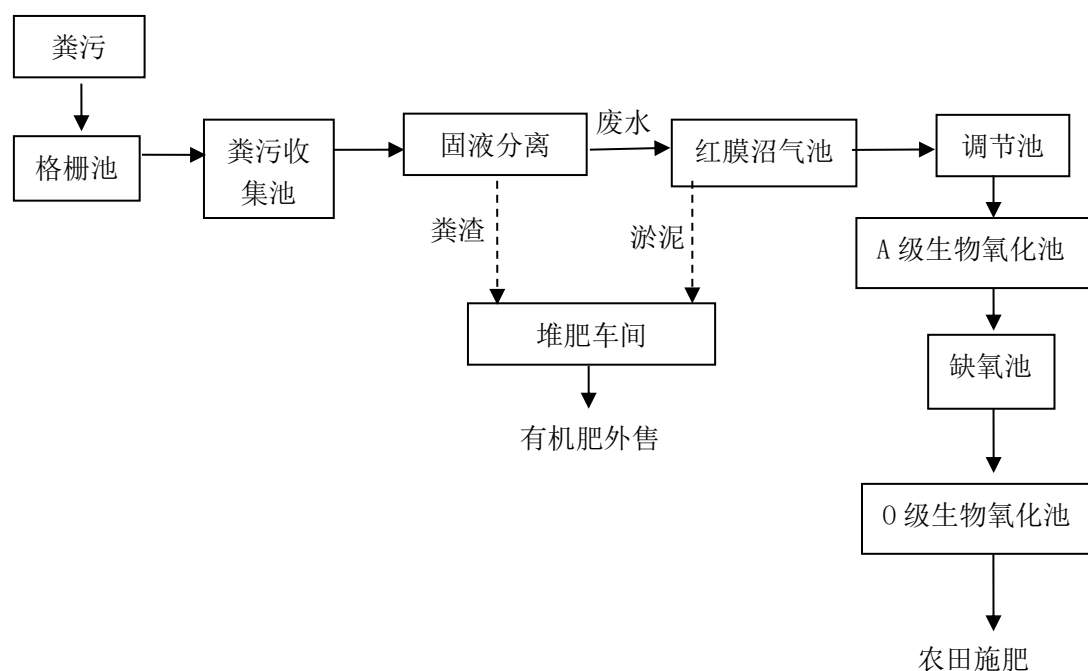 粪污
格栅池
粪污收
集池
固液分离
废水
红膜沼气池
调节池
粪渣
淤泥
A 级生物氧化池
堆肥车间
缺氧池
有机肥外售
O 级生物氧化池
农田施肥